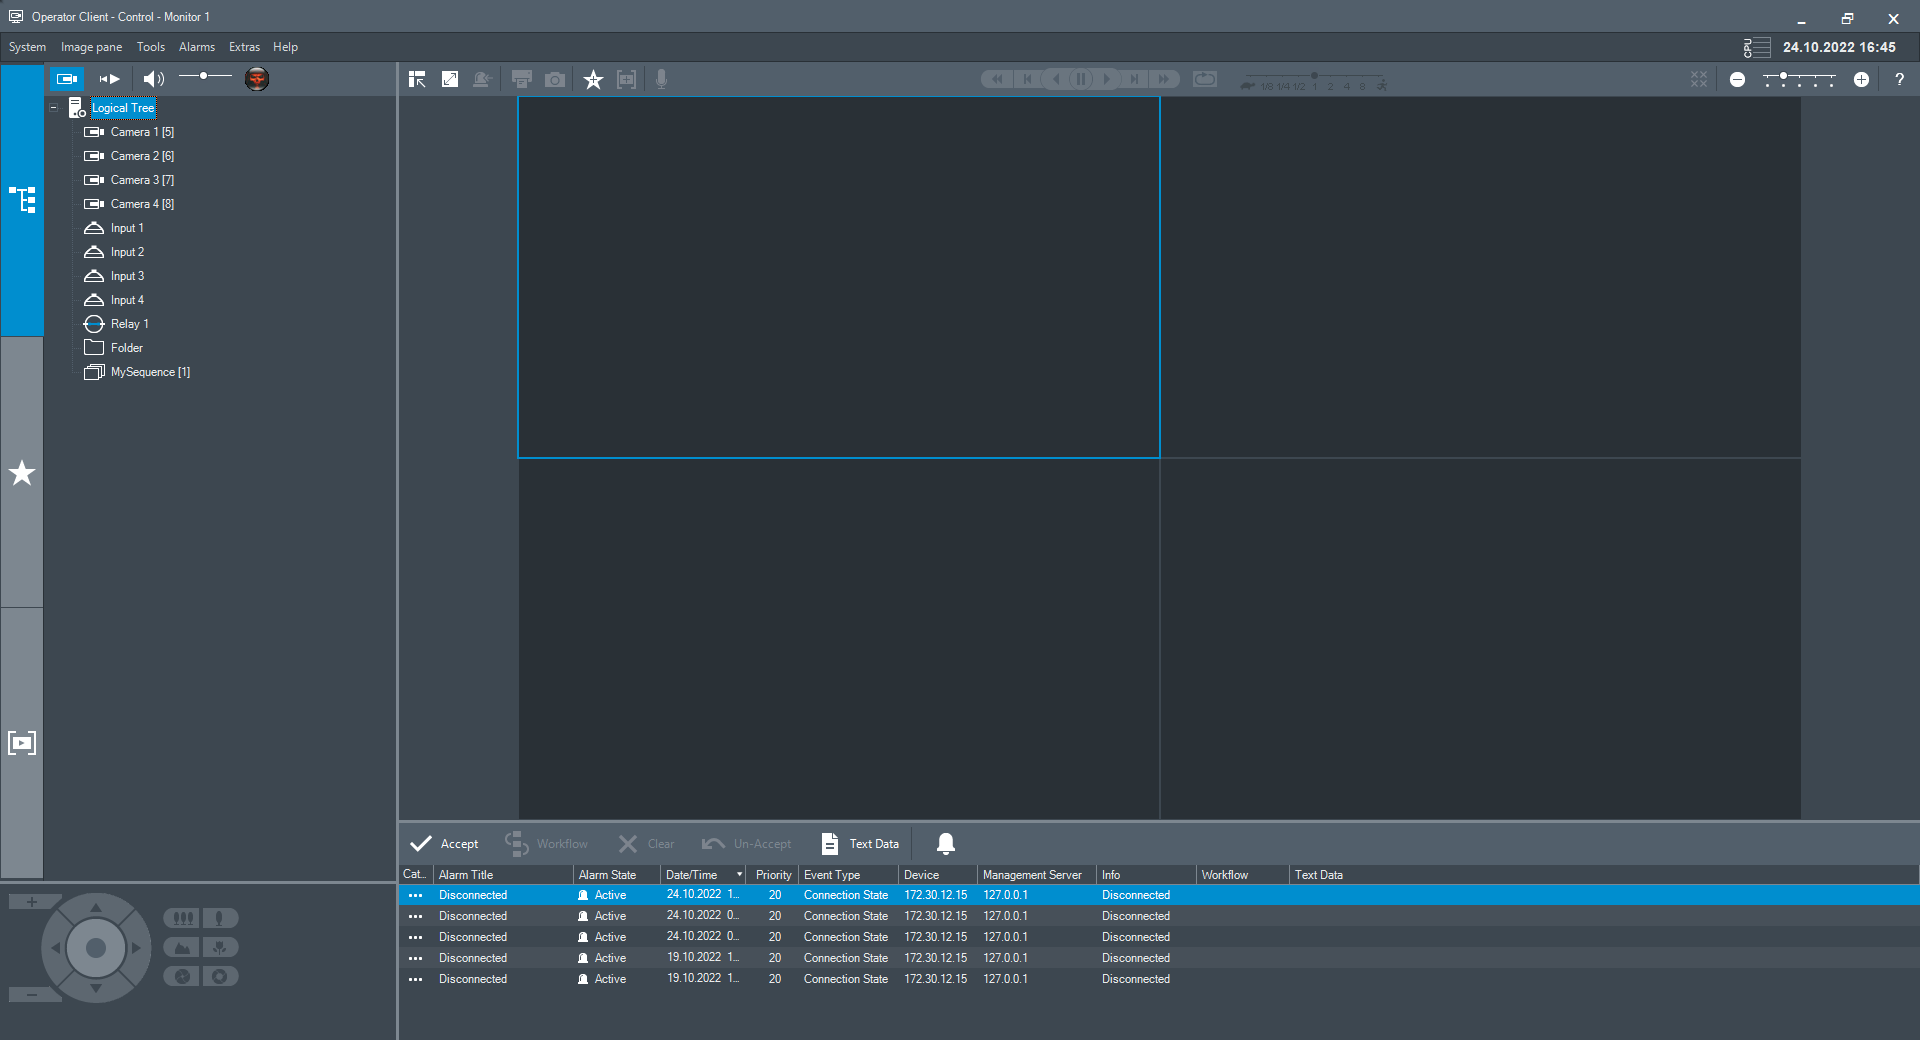 Operator Client - Control - Monitor 1
System Image pane Tools Alarms Extras Help
CPU 24.10.2022 16:45
1/8 1/4 1/2 1 2 4 8
?
Logical Tree
Camera 1 [5]
Camera 2 [6]
Camera 3 [7]
Camera 4 [8]
Input 1
Input 2
Input 3
Input 4
Relay 1
Folder
MySequence [1]
Accept Workflow Clear Un-Accept Text Data
Cat... Alarm Title Alarm State Date/Time Priority Event Type Device Management Server Info Workflow Text Data
Disconnected Active 24.10.2022 1... 20 Connection State 172.30.12.15 127.0.0.1 Disconnected
Disconnected Active 24.10.2022 0... 20 Connection State 172.30.12.15 127.0.0.1 Disconnected
Disconnected Active 24.10.2022 0... 20 Connection State 172.30.12.15 127.0.0.1 Disconnected
Disconnected Active 19.10.2022 1... 20 Connection State 172.30.12.15 127.0.0.1 Disconnected
Disconnected Active 19.10.2022 1... 20 Connection State 172.30.12.15 127.0.0.1 Disconnected